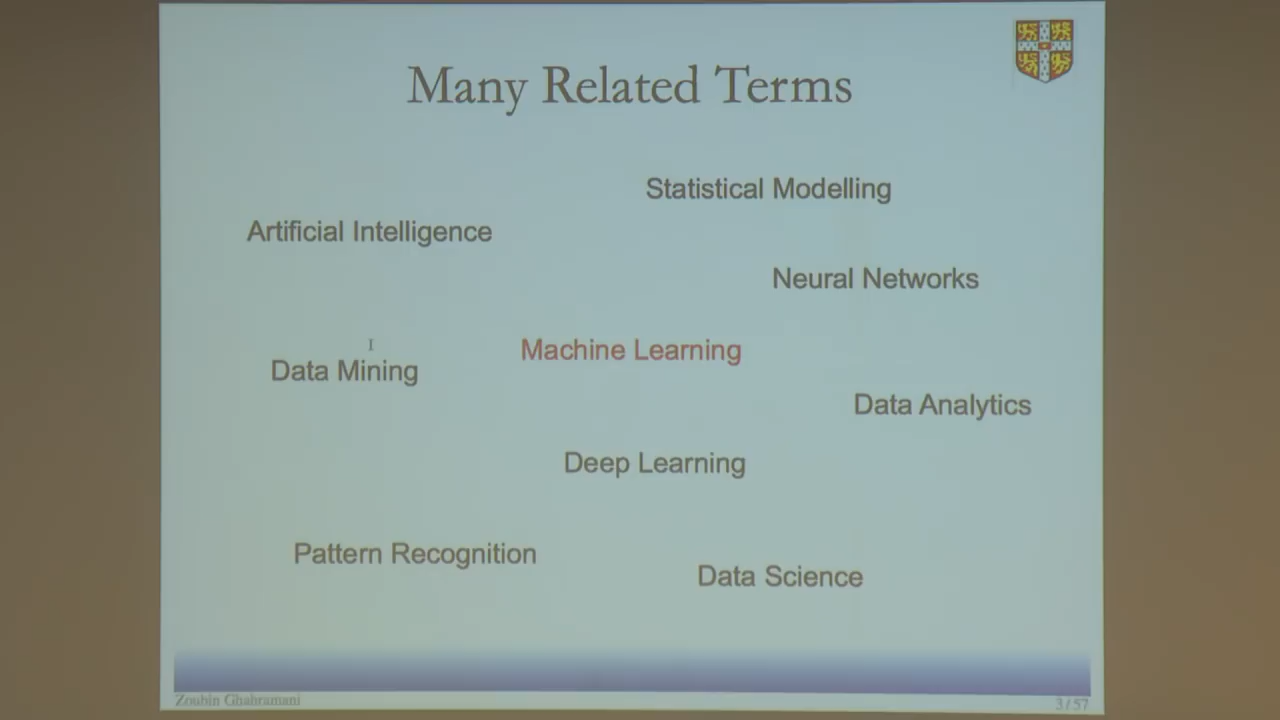 Many Related Terms
Statistical Modelling
Artificial Intelligence
Neural Networks
Machine Learning
Data Mining
Data Analytics
Deep Learning
Pattern Recognition
Data Science
Zoubin Ghahramani
3 / 57